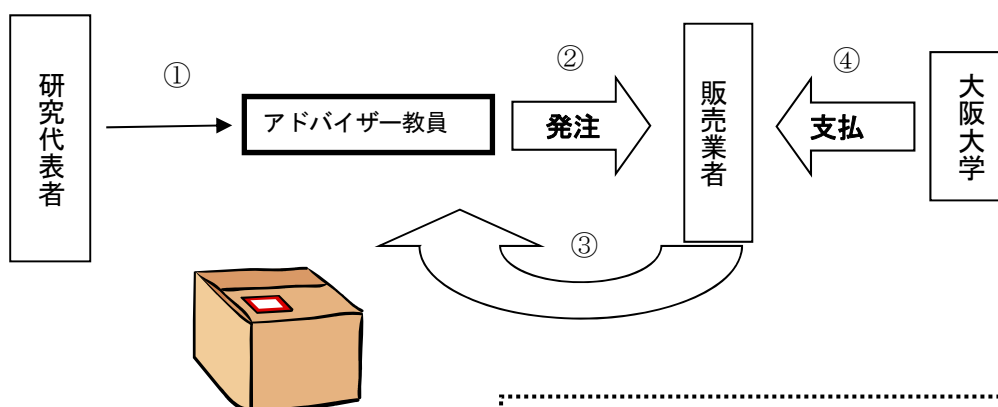 研究代表者
①
アドバイザー教員
②
発注
販売業者
④
支払
大阪大学
③